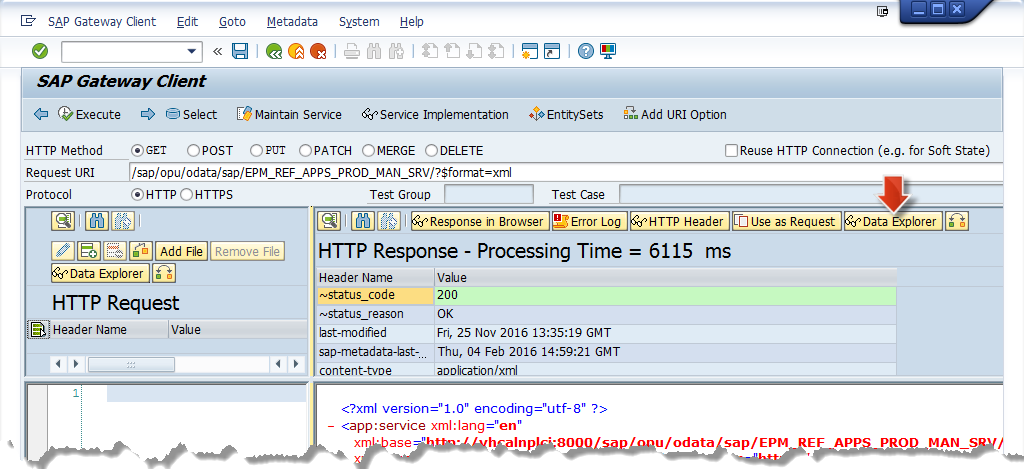 SAP Gateway Client Edit Goto Metadata System Help
«
SAP Gateway Client
Execute Select Maintain Service Service Implementation EntitySets Add URI Option
HTTP Method GET POST PUT PATCH MERGE DELETE Reuse HTTP Connection (e.g. for Soft State)
Request URI /sap/opu/odata/sap/EPM_REF_APPS_PROD_MAN_SRV/?$format=xml
Protocol HTTP HTTPS Test Group Test Case
Response in Browser Error Log HTTP Header Use as Request Data Explorer
Add File Remove File
Data Explorer
HTTP Request
Header Name Value
HTTP Response - Processing Time = 6115 ms
Header Name Value
~status_code 200
~status_reason OK
last-modified Fri, 25 Nov 2016 13:35:19 GMT
sap-metadata-last-... Thu, 04 Feb 2016 14:59:21 GMT
content-type application/xml
1
<?xml version="1.0" encoding="utf-8" ?>
- <app:service xml:lang="en"
xml:base="http://vhcalnplci:8000/sap/opu/odata/sap/EPM_REF_APPS_PROD_MAN_SRV/